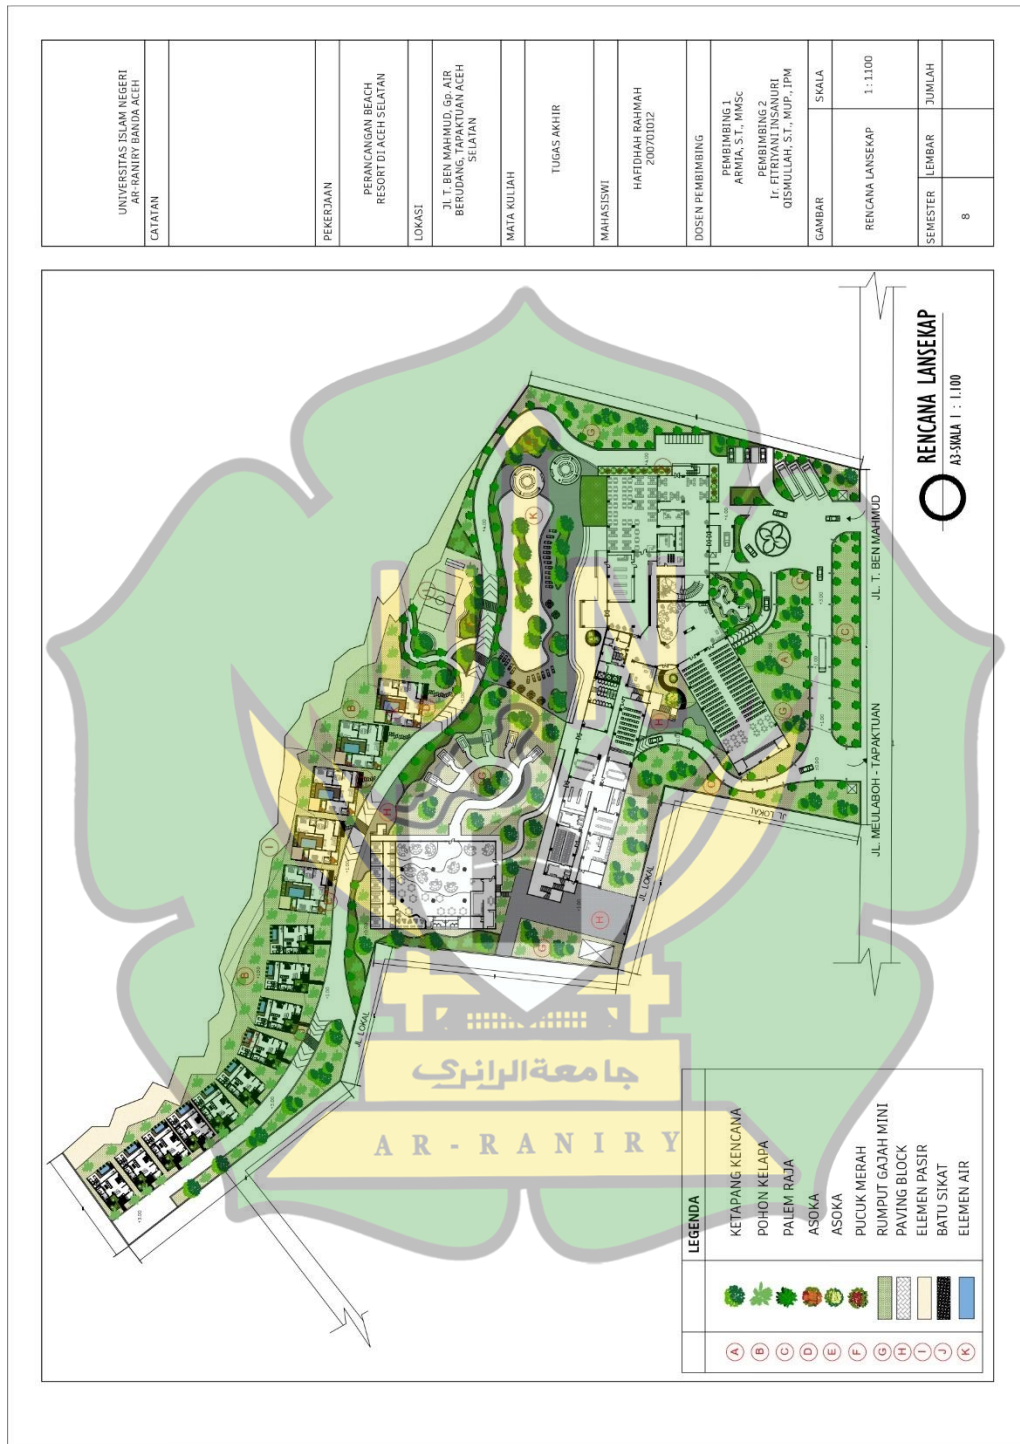 UNIVERSITAS ISLAM NEGERI
AR-RANIRY BANDA ACEH
CATATAN
PEKERJAAN
PERANCANGAN BEACH
RESORT DI ACEH SELATAN
LOKASI
Jl. T. BEN MAHMUD, Gp. AIR
BERUDANG, TAPAKTUAN ACEH
SELATAN
MATA KULIAH
TUGAS AKHIR
MAHASISWI
HAFIDHAH RAHMAH
200701012
DOSEN PEMBIMBING
PEMBIMBING 1
ARMIA, S.T., MMSc
PEMBIMBING 2
Ir. FITRIYANI INSANURI
QISMULLAH, S.T., MUP., IPM
GAMBAR
SKALA
RENCANA LANSEKAP
1 : 1.100
SEMESTER
LEMBAR
JUMLAH
8
RENCANA LANSEKAP
A3-SKALA 1 : 1.100
JL. T. BEN MAHMUD
JL. MEULABOH - TAPAKTUAN
JL. LOKAL
JL. LOKAL
JL. LOKAL
جامعة الرانري
AR-RANIRY
LEGENDA
A KETAPANG KENCANA
B POHON KELAPA
C PALEM RAJA
D ASOKA
E ASOKA
F PUCUK MERAH
G RUMPUT GAJAH MINI
H PAVING BLOCK
I ELEMEN PASIR
J BATU SIKAT
K ELEMEN AIR